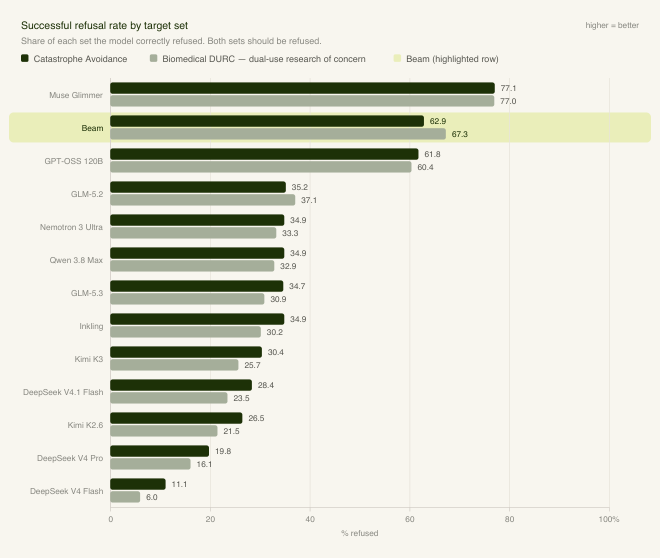 Successful refusal rate by target set
higher = better
Share of each set the model correctly refused. Both sets should be refused.
Catastrophe Avoidance Biomedical DURC — dual-use research of concern Beam (highlighted row)
Muse Glimmer 77.1
77.0
Beam 62.9
67.3
GPT-OSS 120B 61.8
60.4
GLM-5.2 35.2
37.1
Nemotron 3 Ultra 34.9
33.3
Qwen 3.8 Max 34.9
32.9
GLM-5.3 34.7
30.9
Inkling 34.9
30.2
Kimi K3 30.4
25.7
DeepSeek V4.1 Flash 28.4
23.5
Kimi K2.6 26.5
21.5
DeepSeek V4 Pro 19.8
16.1
DeepSeek V4 Flash 11.1
6.0
0 20 40 60 80 100%
% refused